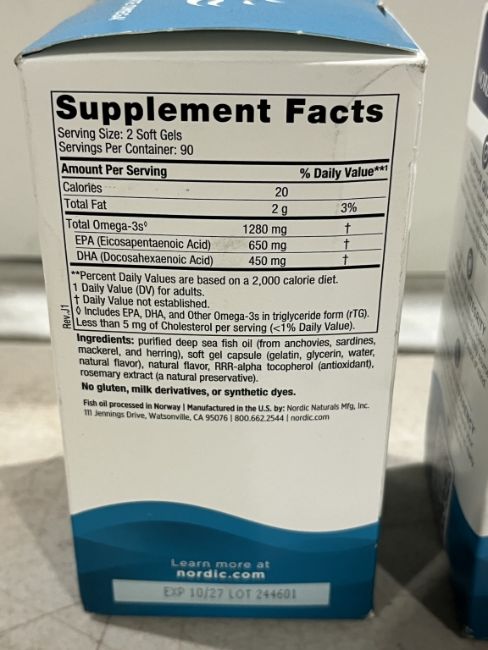 Supplement Facts
Serving Size: 2 Soft Gels
Servings Per Container: 90
Amount Per Serving % Daily Value**1
Calories 20
Total Fat 2 g 3%
Total Omega-3s◊ 1280 mg †
EPA (Eicosapentaenoic Acid) 650 mg †
DHA (Docosahexaenoic Acid) 450 mg †
**Percent Daily Values are based on a 2,000 calorie diet.
1 Daily Value (DV) for adults.
† Daily Value not established.
◊ Includes EPA, DHA, and Other Omega-3s in triglyceride form (rTG).
Less than 5 mg of Cholesterol per serving (<1% Daily Value).
Rev.J1
Ingredients: purified deep sea fish oil (from anchovies, sardines,
mackerel, and herring), soft gel capsule (gelatin, glycerin, water,
natural flavor), natural flavor, RRR-alpha tocopherol (antioxidant),
rosemary extract (a natural preservative).
No gluten, milk derivatives, or synthetic dyes.
Fish oil processed in Norway | Manufactured in the U.S. by: Nordic Naturals Mfg, Inc.
111 Jennings Drive, Watsonville, CA 95076 | 800.662.2544 | nordic.com
Learn more at
nordic.com
EXP 10/27 LOT 244601